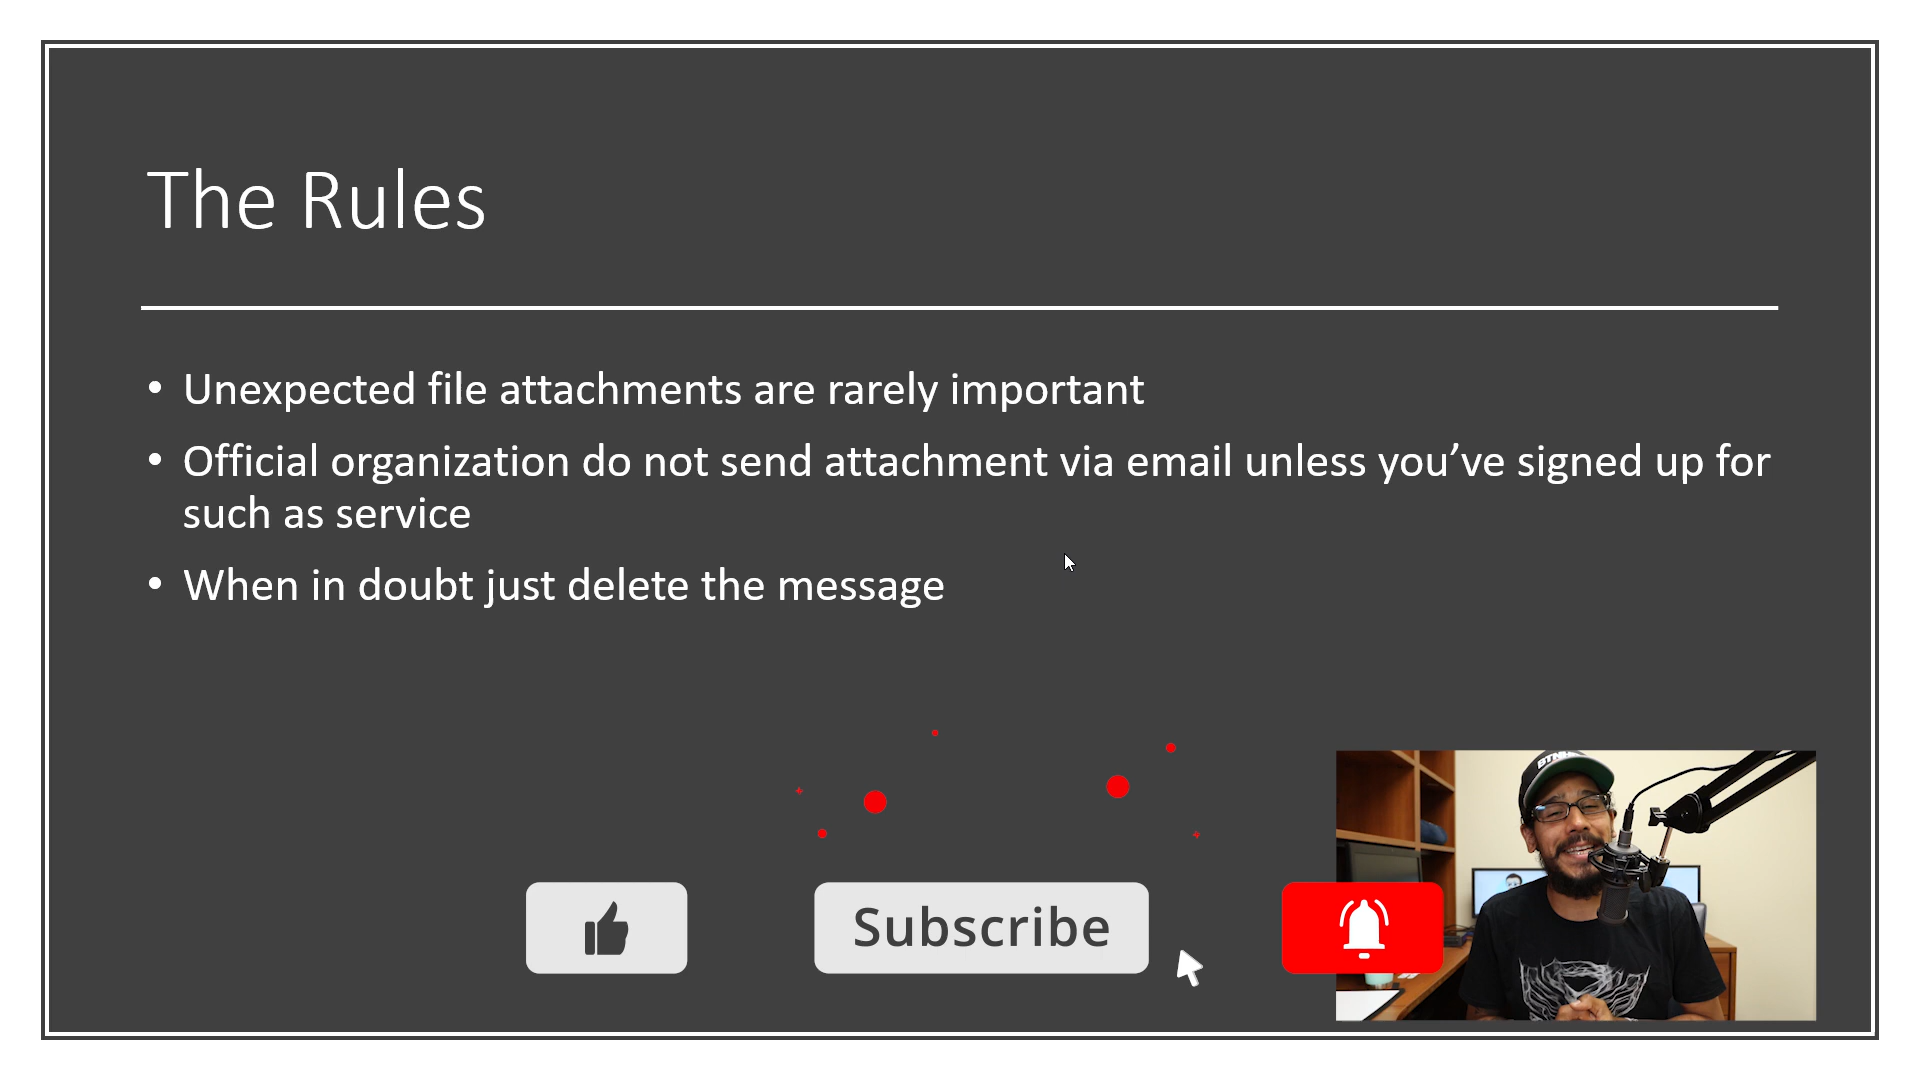 The Rules
• Unexpected file attachments are rarely important
• Official organization do not send attachment via email unless you’ve signed up for
such as service
• When in doubt just delete the message
Subscribe